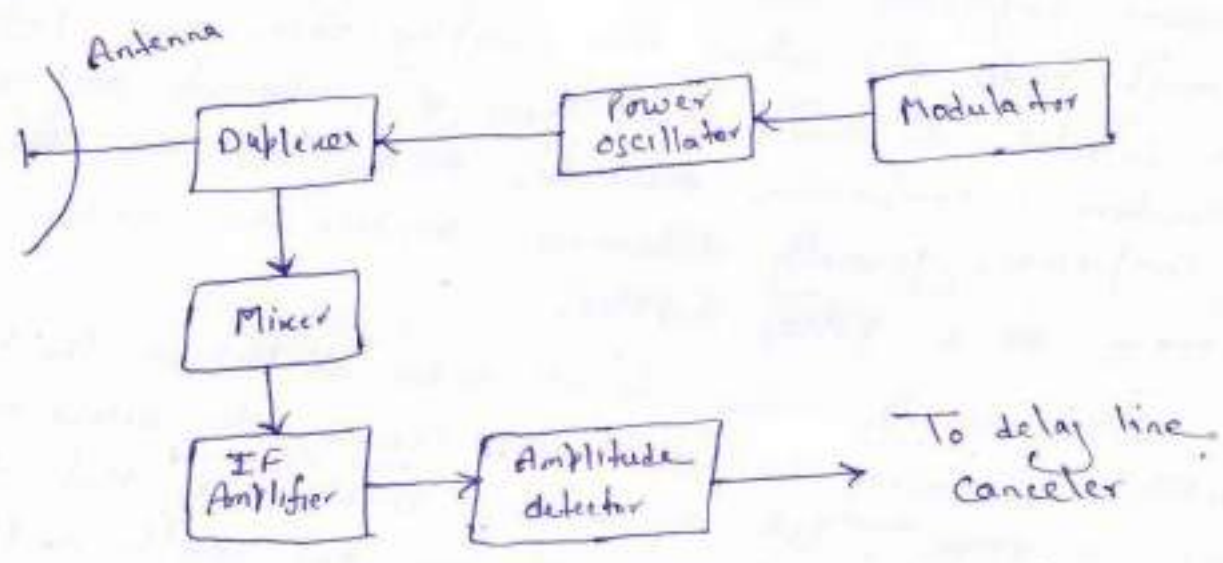 Antenna
Duplexer
Power
oscillator
Modulator
Mixer
IF
Amplifier
Amplitude
detector
To delay line
canceler